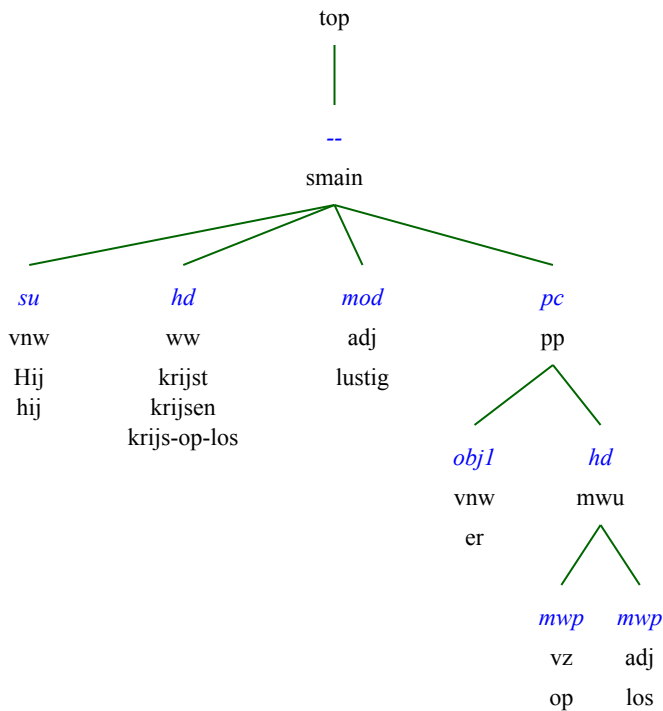 top
--
smain
su hd mod pc
vnw ww adj pp
Hij krijst lustig
hij krijsen
krijs-op-los
obj1 hd
vnw mwu
er
mwp mwp
vz adj
op los